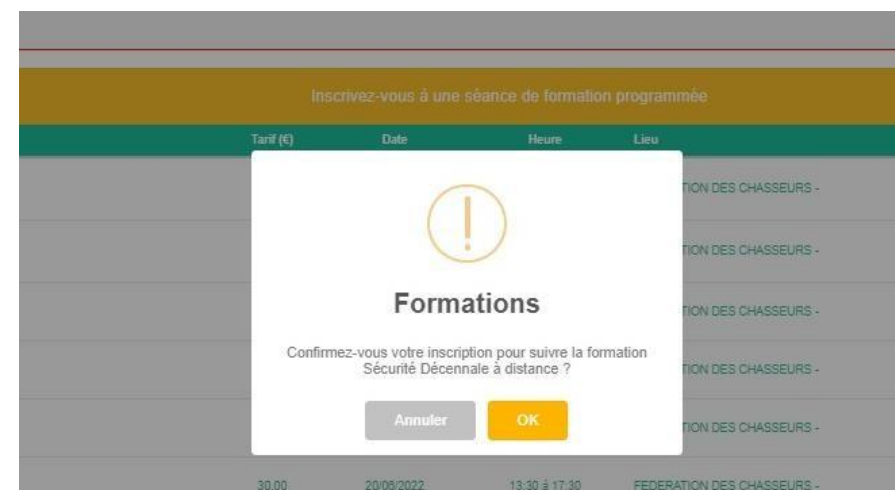 Inscrivez-vous à une séance de formation programmée
Tarif (€) Date Heure Lieu
TION DES CHASSEURS -
TION DES CHASSEURS -
Formations
TION DES CHASSEURS -
Confirmez-vous votre inscription pour suivre la formation
Sécurité Décennale à distance ?
TION DES CHASSEURS -
Annuler OK
TION DES CHASSEURS -
30.00 20/06/2022 13:30 à 17:30 FEDERATION DES CHASSEURS -